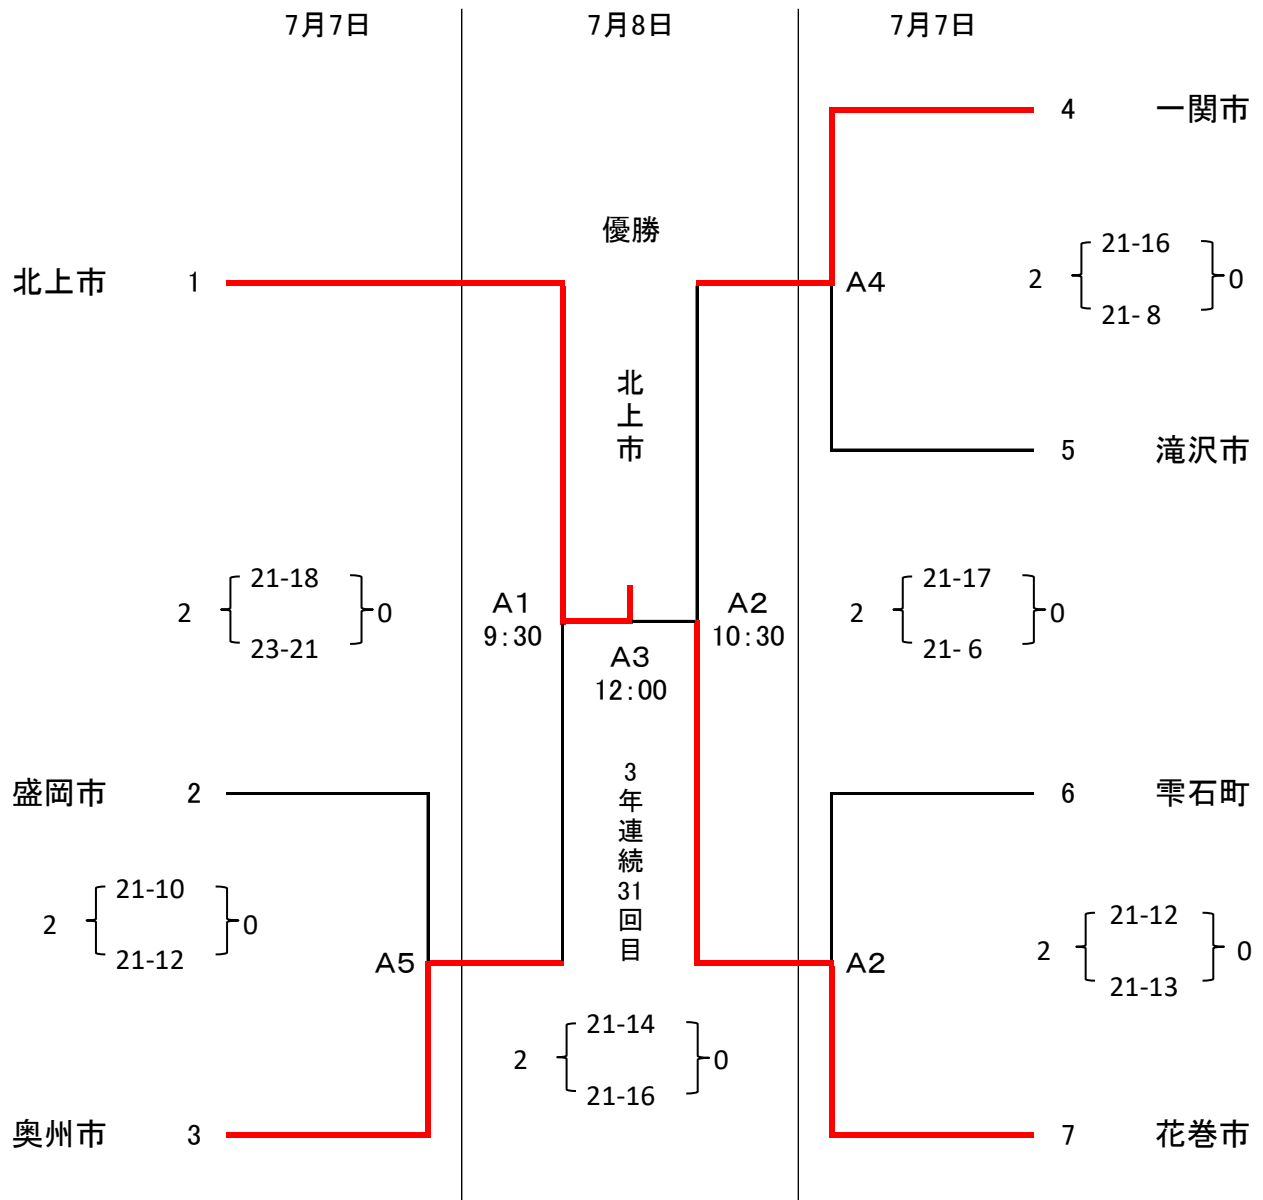 7月7日 7月8日 7月7日
4 一関市
優勝
21-16
北上市 1 A4 2 0
21- 8
北上市
5 滝沢市
21-18 A1 A2 21-17
2 0 9:30 10:30 2 0
23-21 A3 21- 6
12:00
盛岡市 2 3年連続31回目 6 雫石町
21-10 21-12
2 0 2 0
21-12 A5 A2 21-13
21-14
2 0
21-16
奥州市 3 7 花巻市